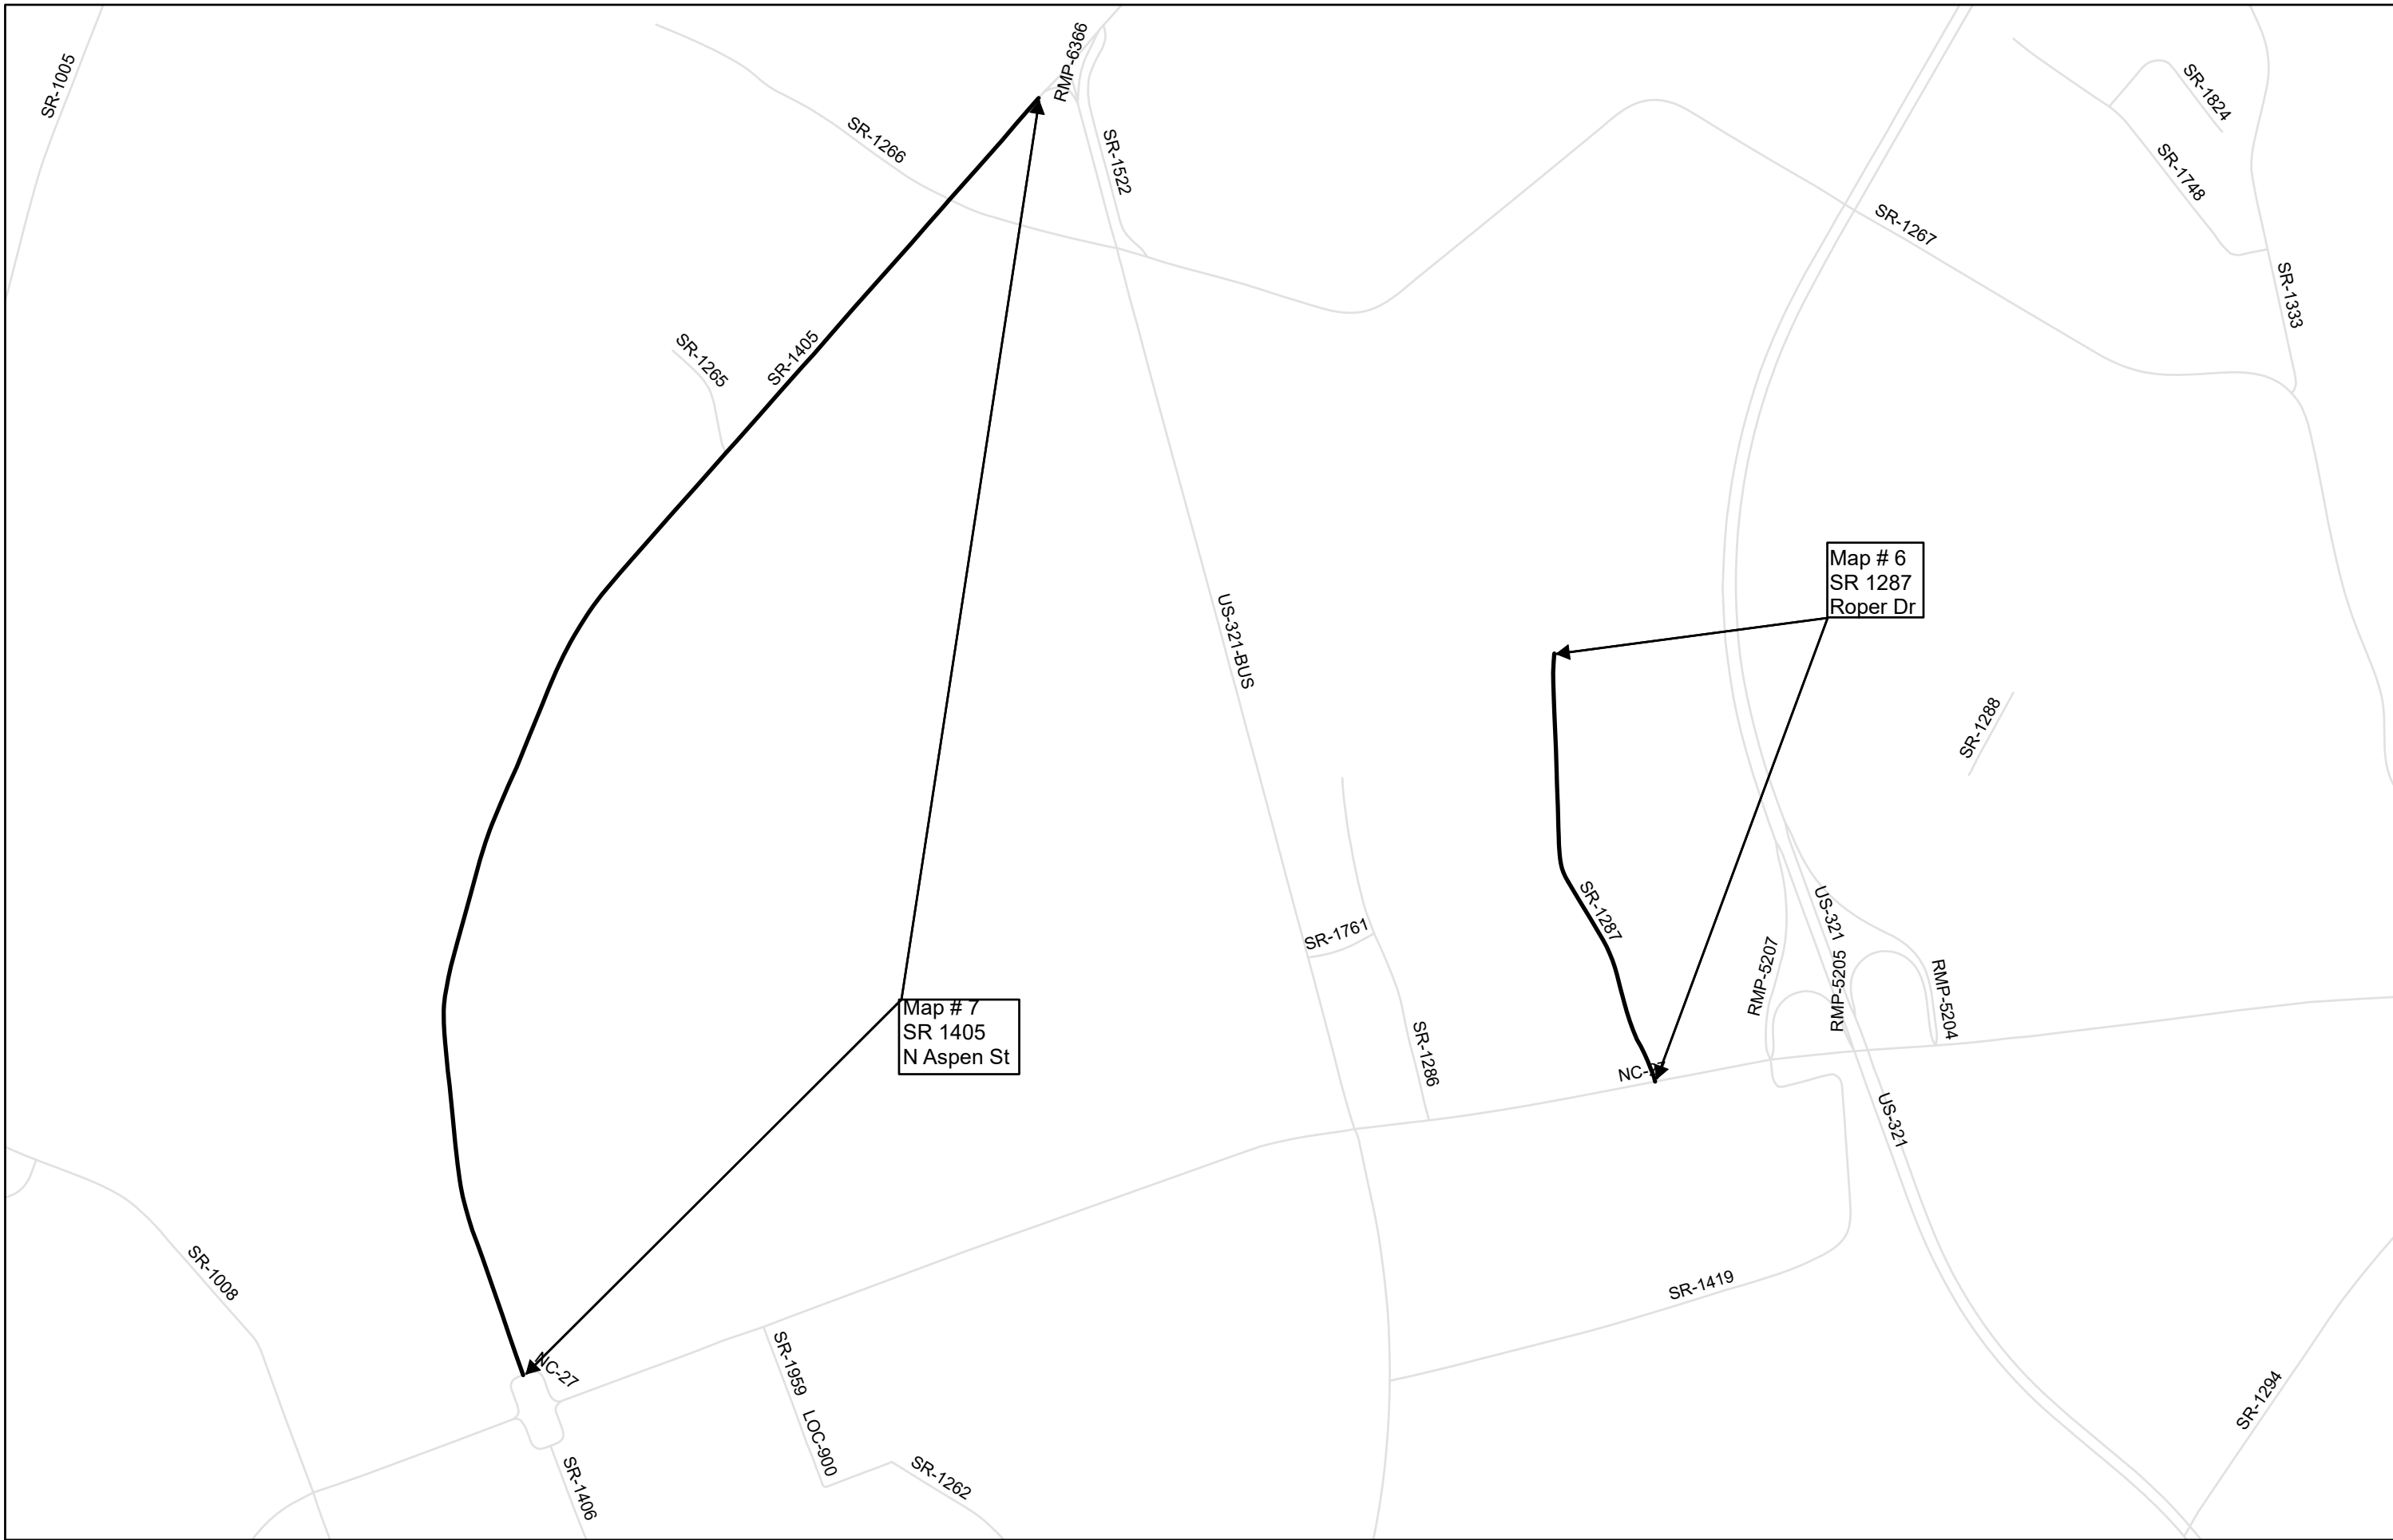 SR-1005
RMP-6366
SR-1266
SR-1522
SR-1824
SR-1748
SR-1267
SR-1333
SR-1265
SR-1405
Map # 6
SR 1287
Roper Dr
US-321-BUS
SR-1288
SR-1287
SR-1761
US-321
RMP-5207
RMP-5205
RMP-5204
Map # 7
SR 1405
N Aspen St
SR-1286
NC-27
US-321
SR-1008
SR-1419
NC-27
SR-1959
LOC-900
SR-1294
SR-1406
SR-1262